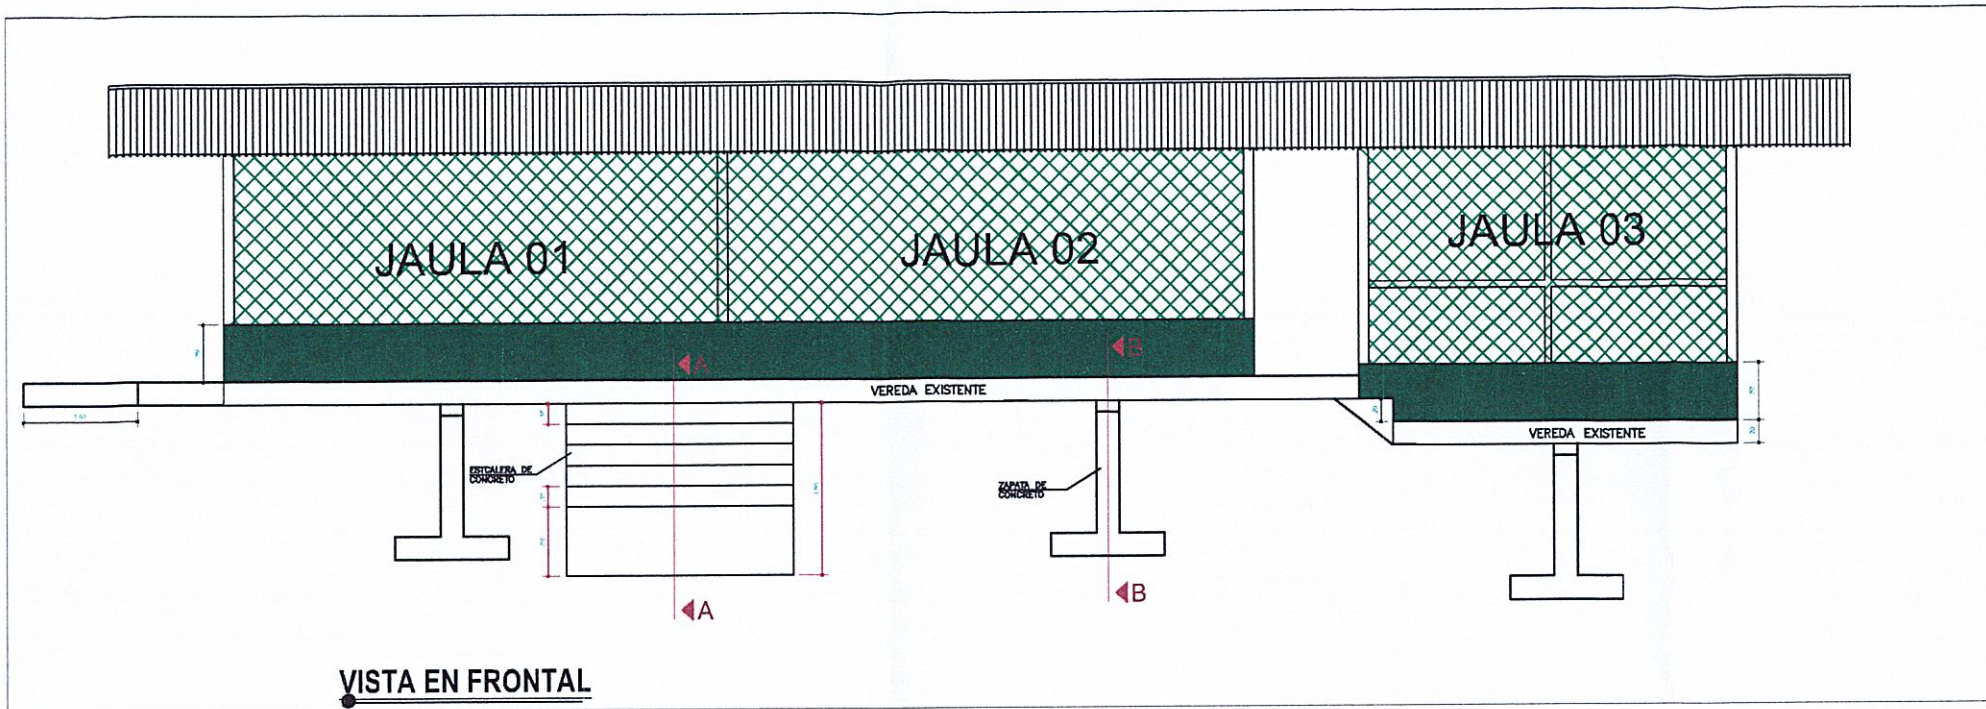 JAULA 01
JAULA 02
JAULA 03
A
B
VEREDA EXISTENTE
VEREDA EXISTENTE
ESTCALERA DE
CONCRETO
ZAPATA DE
CONCRETO
A
B
VISTA EN FRONTAL